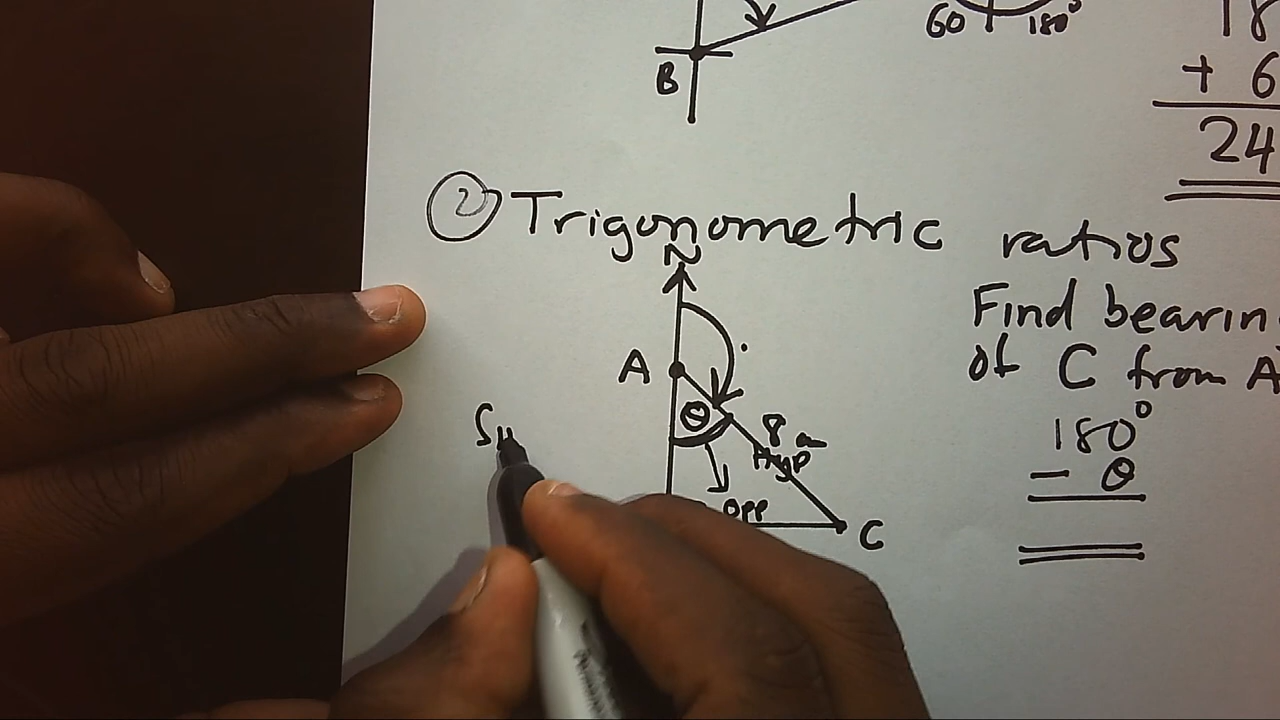 60 180°
18
+ 6
24
B
② Trigonometric ratios
N
Find bearin
of C from A
A
180°
- θ
θ
8
Hyp
opp
C